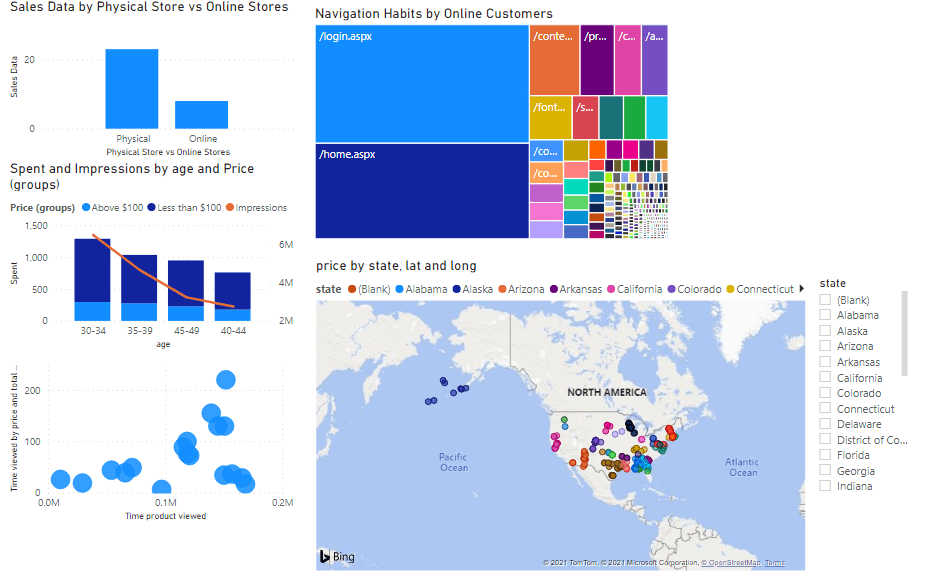 Sales Data by Physical Store vs Online Stores
Sales Data
20
0
Physical
Online
Physical Store vs Online Stores
Spent and Impressions by age and Price
(groups)
Price (groups)
Above $100
Less than $100
Impressions
Spent
1,500
1,000
500
0
6M
4M
2M
30-34
35-39
45-49
40-44
age
Time viewed by price and total...
200
100
0
0.0M
0.1M
0.2M
Time product viewed
Navigation Habits by Online Customers
/login.aspx
/home.aspx
/conte...
/pr...
/c...
/a...
/font...
/s...
/co...
/co...
price by state, lat and long
state
(Blank)
Alabama
Alaska
Arizona
Arkansas
California
Colorado
Connecticut
NORTH AMERICA
Pacific
Ocean
Atlantic
Ocean
Bing
© 2021 TomTom, © 2021 Microsoft Corporation, © OpenStreetMap Terms
state
(Blank)
Alabama
Alaska
Arizona
Arkansas
California
Colorado
Connecticut
Delaware
District of Co...
Florida
Georgia
Indiana